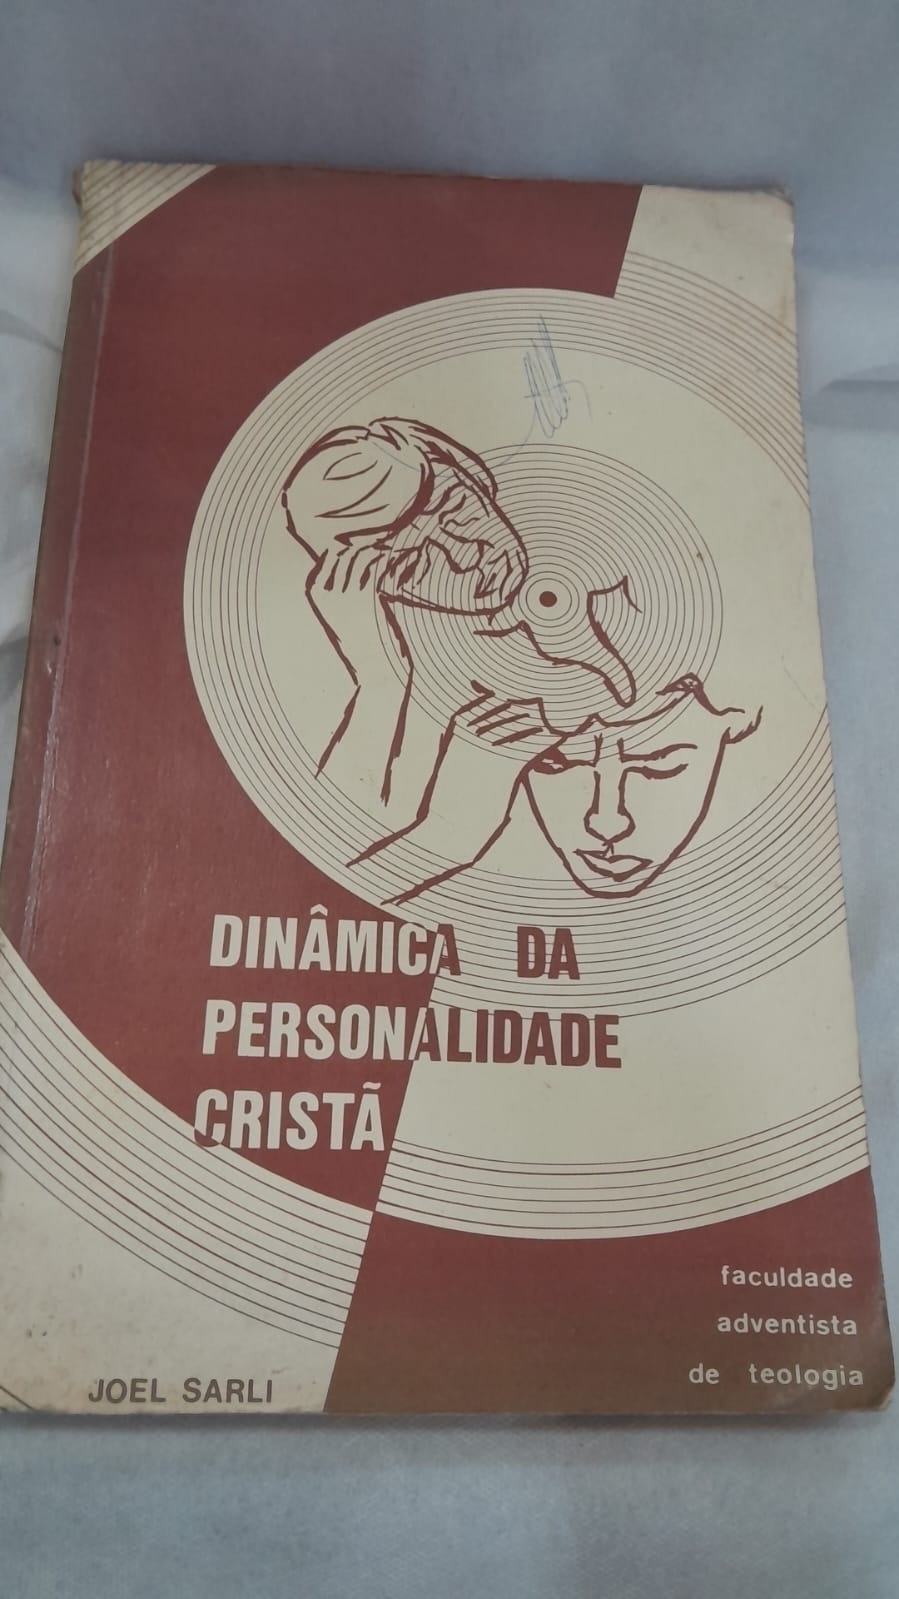 DINÂMICA DA
PERSONALIDADE
CRISTÃ
faculdade
adventista
de teologia
JOEL SARLI